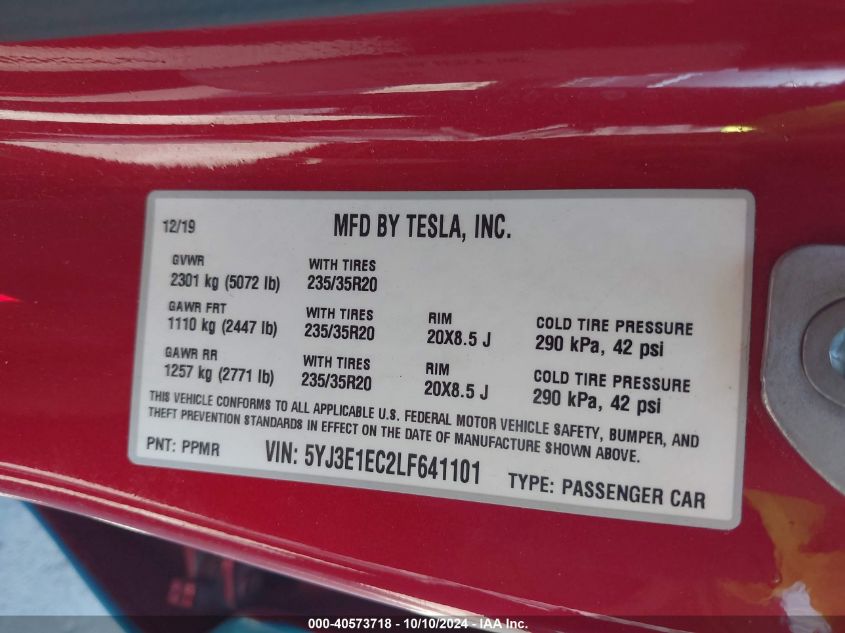 12/19
MFD BY TESLA, INC.
GVWR
2301 kg (5072 lb)
WITH TIRES
235/35R20
GAWR FRT
1110 kg (2447 lb)
WITH TIRES
235/35R20
RIM
20X8.5 J
COLD TIRE PRESSURE
290 kPa, 42 psi
GAWR RR
1257 kg (2771 lb)
WITH TIRES
235/35R20
RIM
20X8.5 J
COLD TIRE PRESSURE
290 kPa, 42 psi
THIS VEHICLE CONFORMS TO ALL APPLICABLE U.S. FEDERAL MOTOR VEHICLE SAFETY, BUMPER, AND
THEFT PREVENTION STANDARDS IN EFFECT ON THE DATE OF MANUFACTURE SHOWN ABOVE.
PNT: PPMR
VIN: 5YJ3E1EC2LF641101
TYPE: PASSENGER CAR
000-40573718 - 10/10/2024 - IAA Inc.